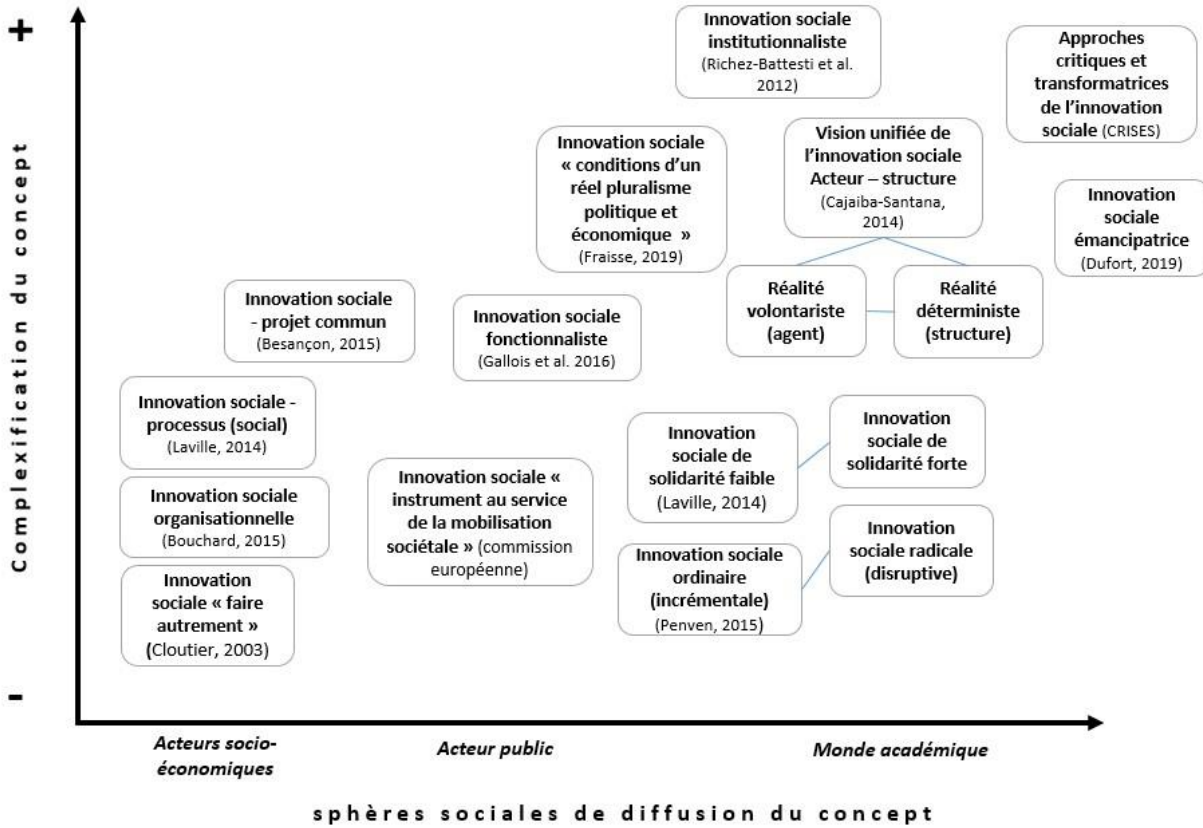 +
Complexification du concept
-
Innovation sociale
institutionnaliste
(Richez-Battesti et al.
2012)
Approches
critiques et
transformatrices
de l'innovation
sociale (CRISES)
Innovation sociale
« conditions d'un
réel pluralisme
politique et
économique »
(Fraisse, 2019)
Vision unifiée de
l'innovation sociale
Acteur – structure
(Cajaiba-Santana,
2014)
Innovation
sociale
émancipatrice
(Dufort, 2019)
Réalité
volontariste
(agent)
Réalité
déterministe
(structure)
Innovation sociale
- projet commun
(Besançon, 2015)
Innovation sociale
fonctionnaliste
(Gallois et al. 2016)
Innovation sociale -
processus (social)
(Laville, 2014)
Innovation
sociale de
solidarité faible
(Laville, 2014)
Innovation
sociale de
solidarité forte
Innovation sociale
organisationnelle
(Bouchard, 2015)
Innovation sociale «
instrument au service
de la mobilisation
sociétale » (commission
européenne)
Innovation sociale
ordinaire
(incrémentale)
(Penven, 2015)
Innovation
sociale radicale
(disruptive)
Innovation
sociale « faire
autrement »
(Cloutier, 2003)
Acteurs socio-
économiques
Acteur public
Monde académique
sphères sociales de diffusion du concept